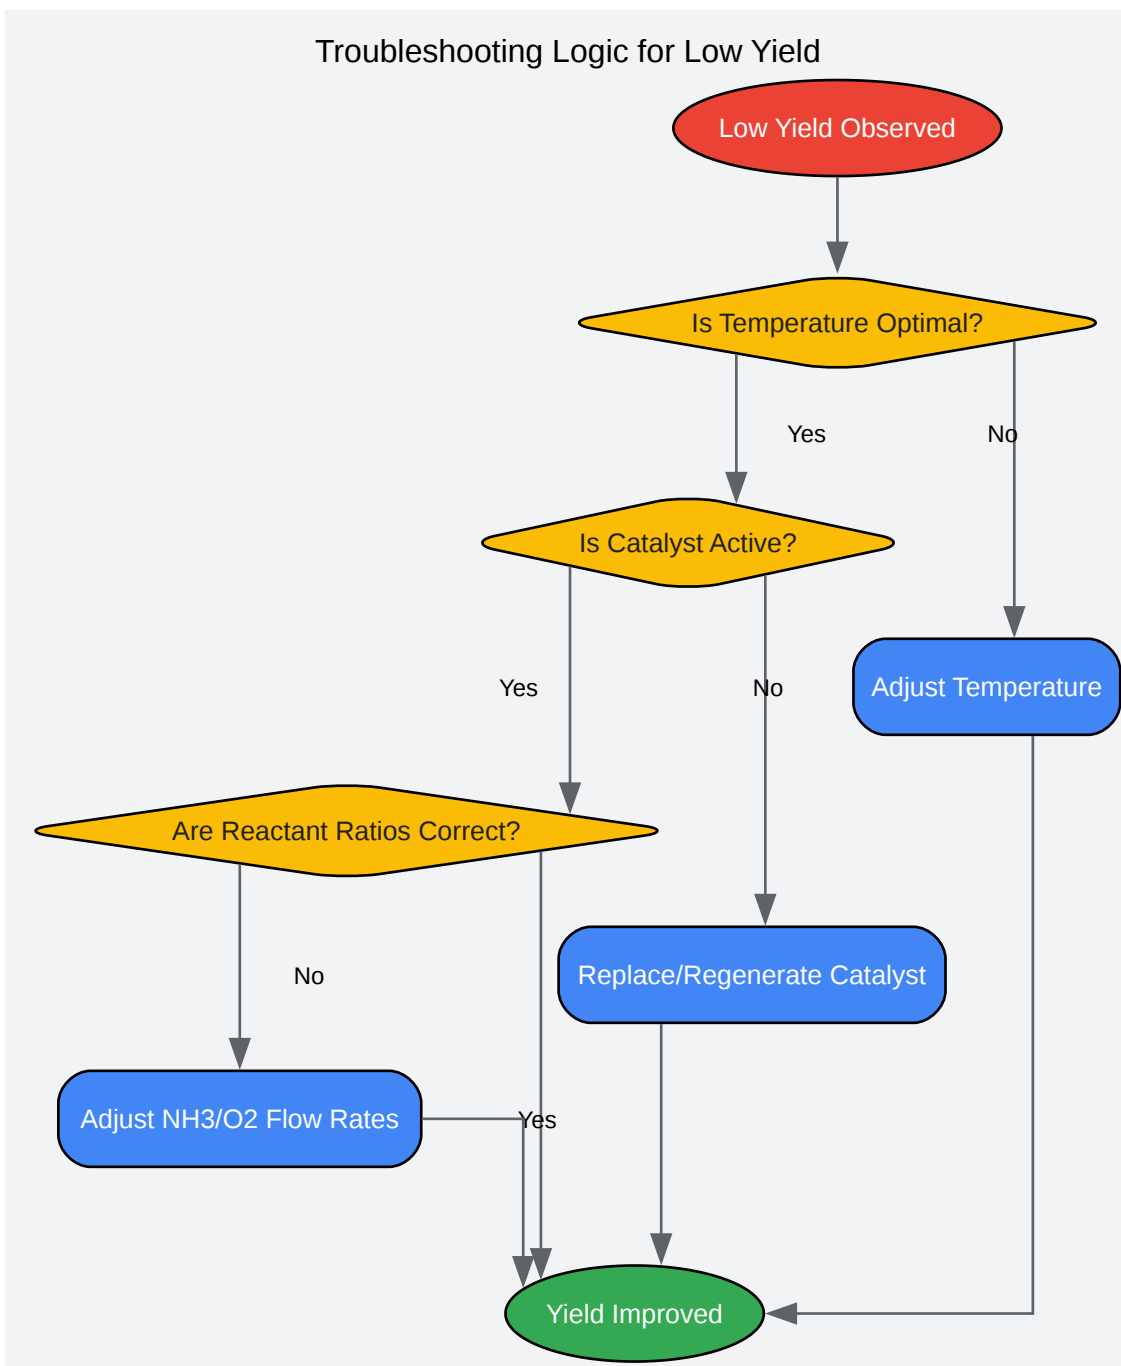 Troubleshooting Logic for Low Yield
Low Yield Observed
Is Temperature Optimal?
Yes
No
Is Catalyst Active?
Yes
No
Adjust Temperature
Are Reactant Ratios Correct?
No
Replace/Regenerate Catalyst
Adjust NH3/O2 Flow Rates
Yes
Yield Improved